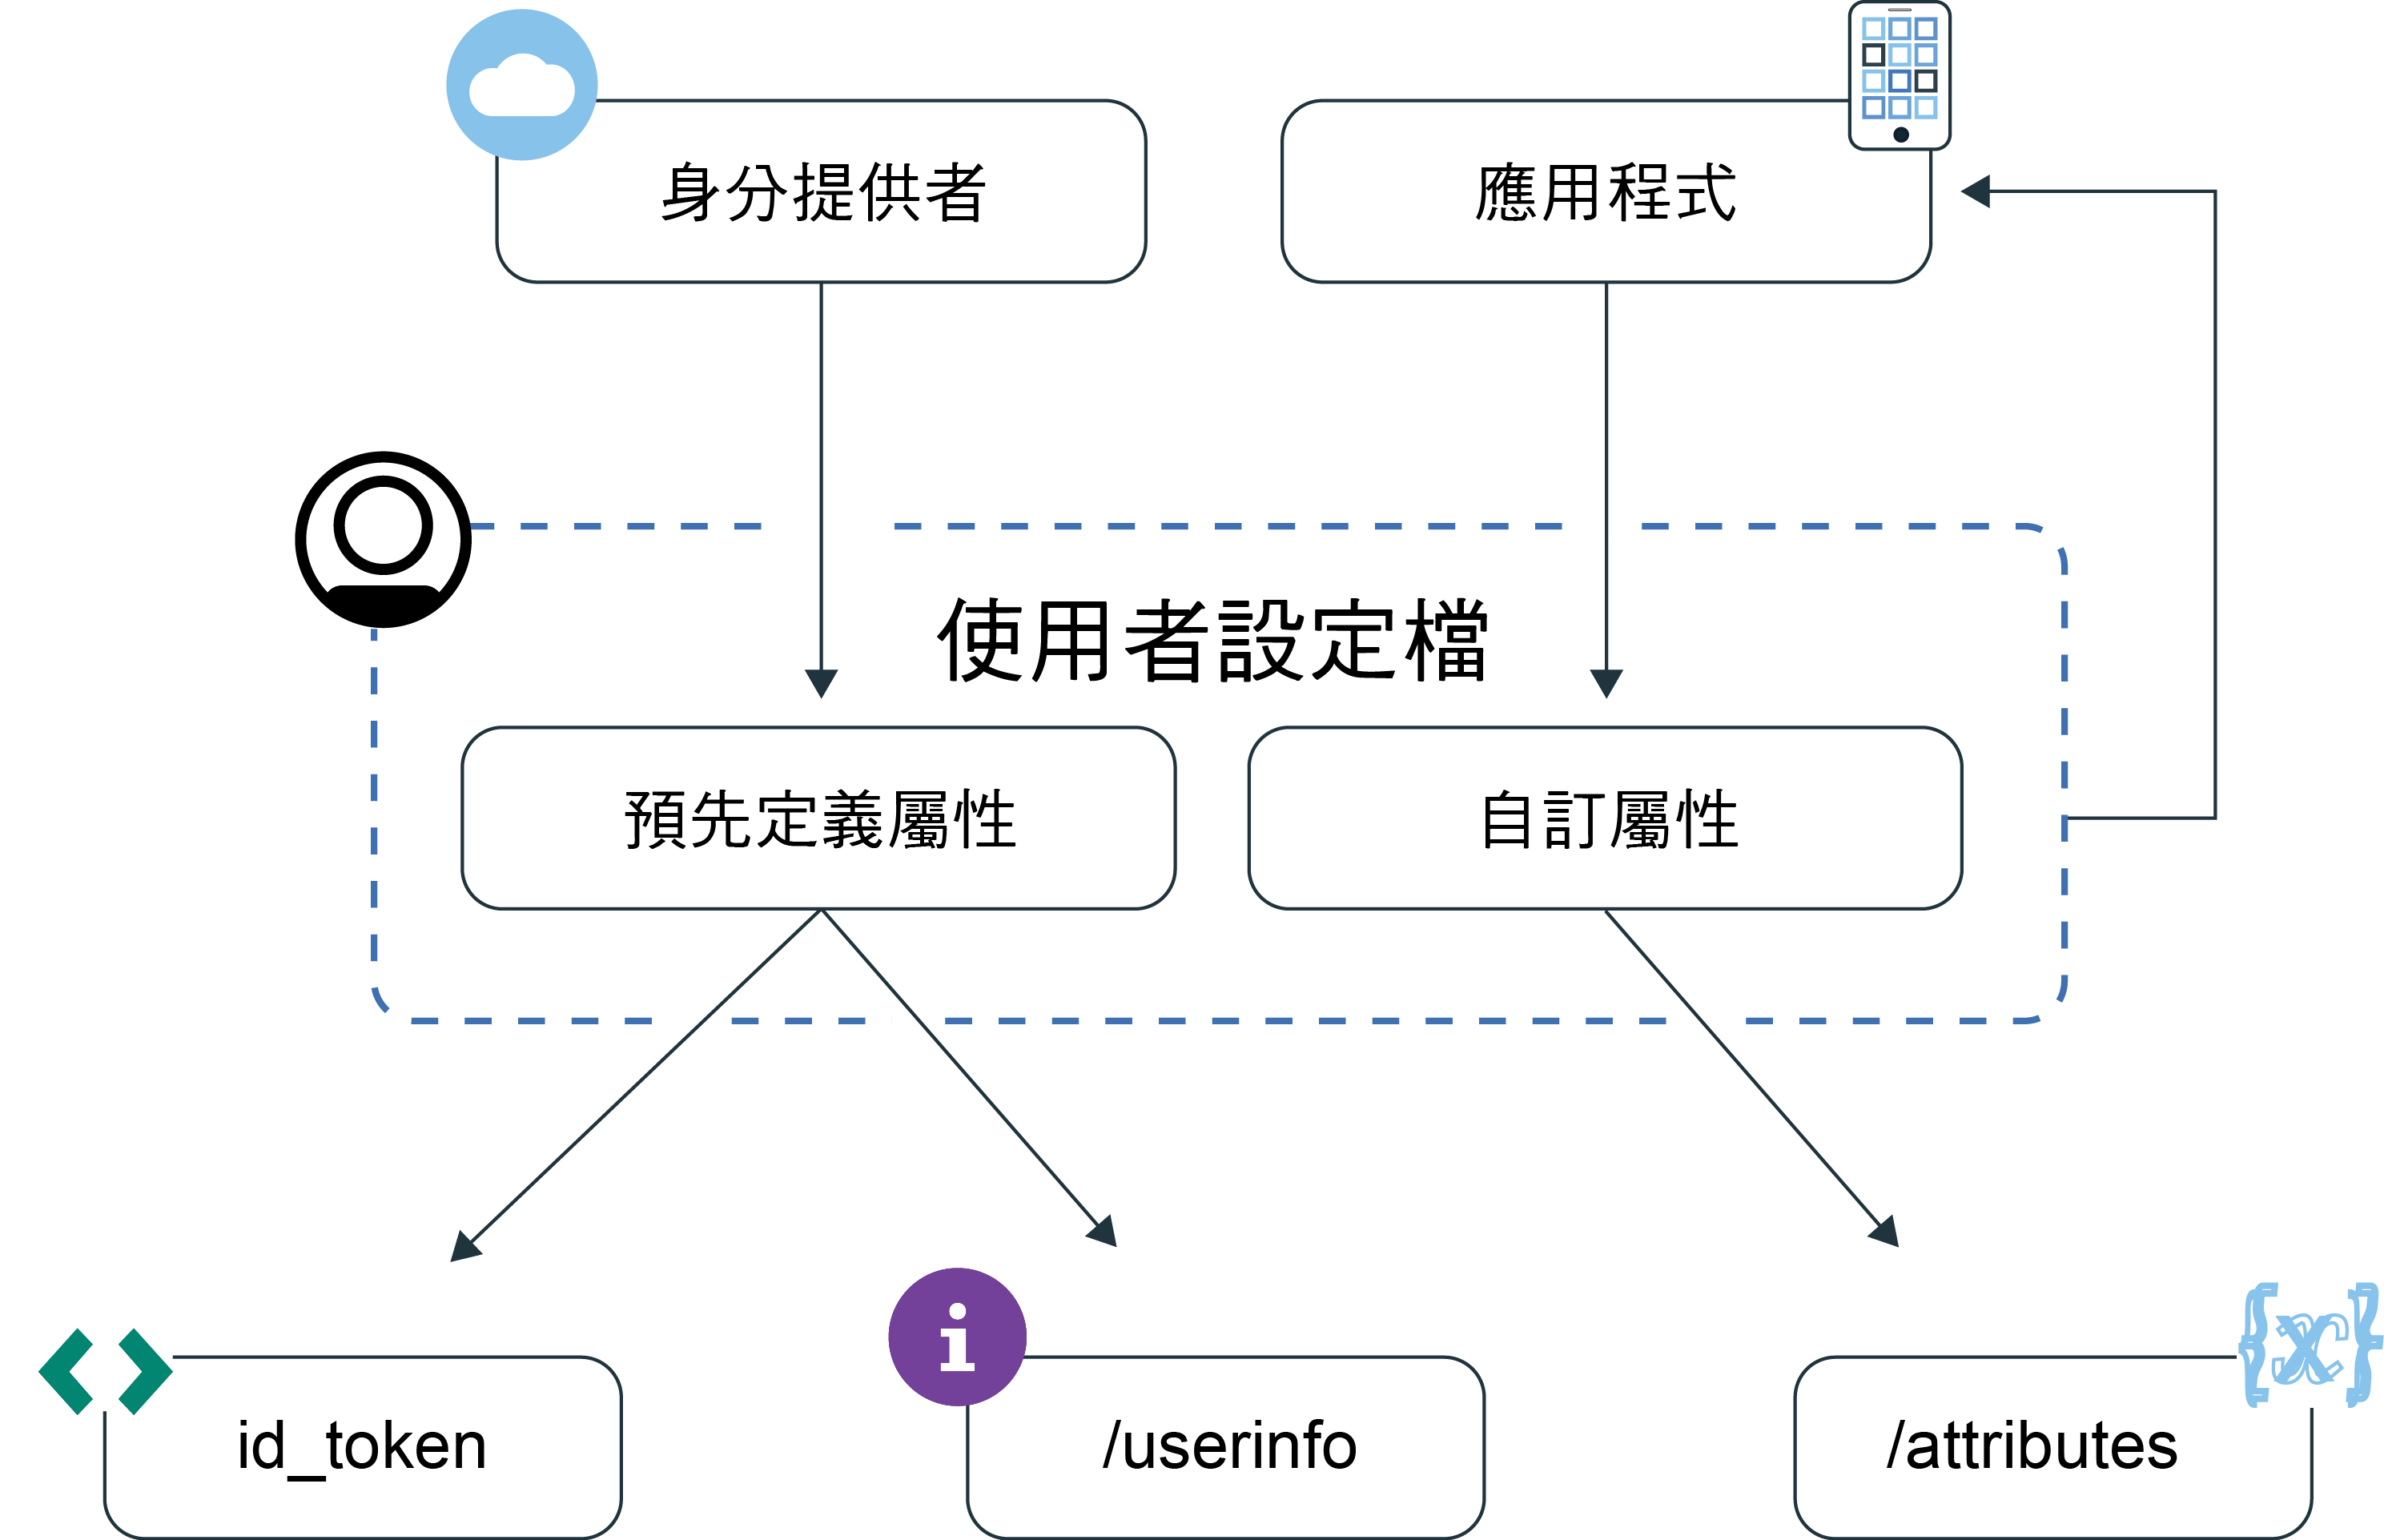 身分提供者
應用程式
使用者設定檔
預先定義屬性
自訂屬性
id_token
/userinfo
/attributes